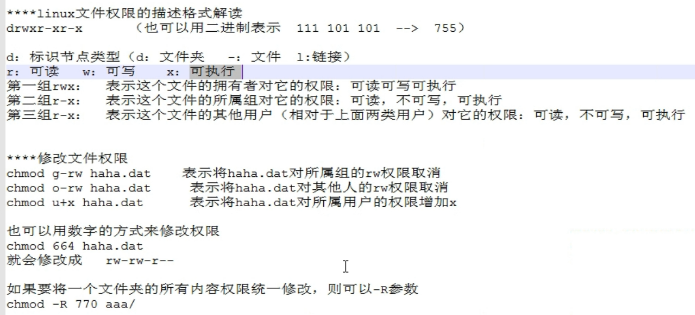 ****linux文件权限的描述格式解读
drwxr-xr-x （也可以用二进制表示 111 101 101 --> 755）
d：标识节点类型（d：文件夹 -：文件 l:链接）
r：可读 w：可写 x：可执行
第一组rwx： 表示这个文件的拥有者对它的权限：可读可写可执行
第二组r-x： 表示这个文件的所属组对它的权限：可读，不可写，可执行
第三组r-x： 表示这个文件的其他用户（相对于上面两类用户）对它的权限：可读，不可写，可执行
****修改文件权限
chmod g-rw haha.dat 表示将haha.dat对所属组的rw权限取消
chmod o-rw haha.dat 表示将haha.dat对其他人的rw权限取消
chmod u+x haha.dat 表示将haha.dat对所属用户的权限增加x
也可以用数字的方式来修改权限
chmod 664 haha.dat
就会修改成 rw-rw-r--
如果要将一个文件夹的所有内容权限统一修改，则可以-R参数
chmod -R 770 aaa/